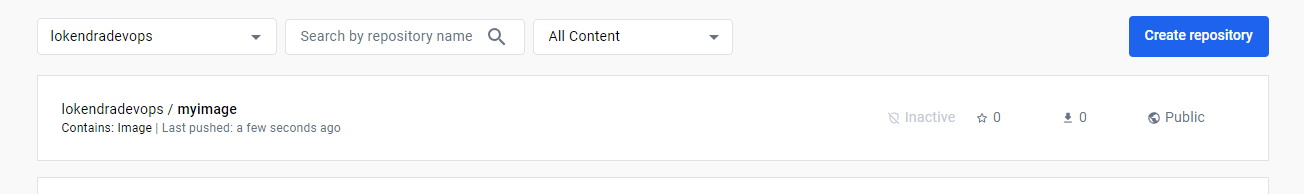 lokendradevops Search by repository name All Content Create repository
lokendradevops / myimage
Contains: Image | Last pushed: a few seconds ago
Inactive 0 0 Public